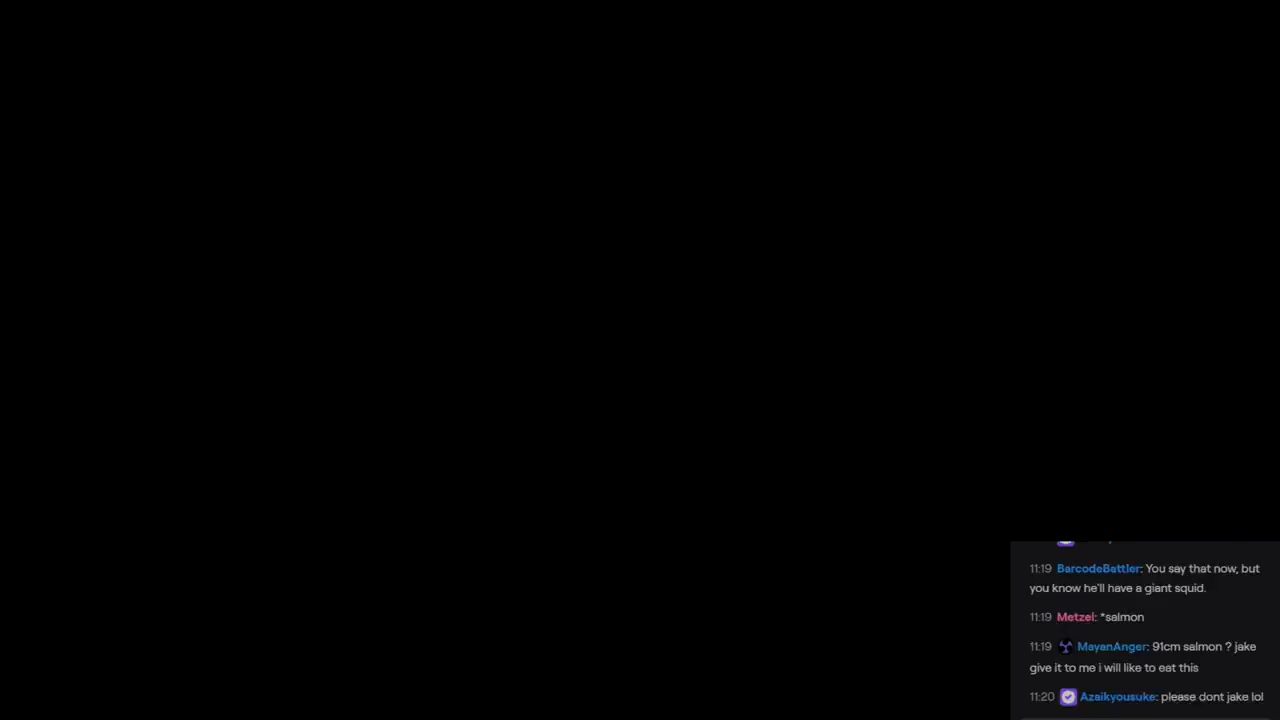 11:19 BarcodeBattler: You say that now, but
you know he'll have a giant squid.
11:19 Metzel: *salmon
11:19 MayanAnger: 91cm salmon ? jake
give it to me i will like to eat this
11:20 Azaikyousuke: please dont jake lol